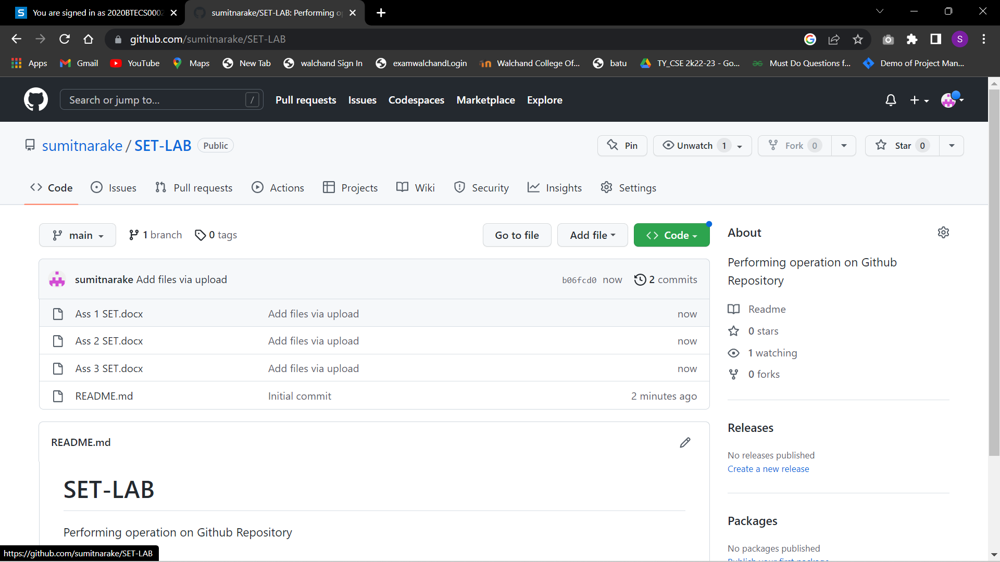 You are signed in as 2020BTECS0002
sumitnarake/SET-LAB: Performing op
github.com/sumitnarake/SET-LAB
S
Apps
Gmail
YouTube
Maps
New Tab
walchand Sign In
examwalchandLogin
Walchand College Of...
batu
TY_CSE 2k22-23 - Go...
Must Do Questions f...
Demo of Project Man...
Search or jump to...
/
Pull requests
Issues
Codespaces
Marketplace
Explore
sumitnarake / SET-LAB
Public
Pin
Unwatch 1
Fork 0
Star 0
Code
Issues
Pull requests
Actions
Projects
Wiki
Security
Insights
Settings
main
1 branch
0 tags
Go to file
Add file
Code
sumitnarake Add files via upload
b06fcd0 now
2 commits
Ass 1 SET.docx Add files via upload now
Ass 2 SET.docx Add files via upload now
Ass 3 SET.docx Add files via upload now
README.md Initial commit 2 minutes ago
README.md
SET-LAB
Performing operation on Github Repository
About
Performing operation on Github
Repository
Readme
0 stars
1 watching
0 forks
Releases
No releases published
Create a new release
Packages
No packages published
Publish your first package
https://github.com/sumitnarake/SET-LAB